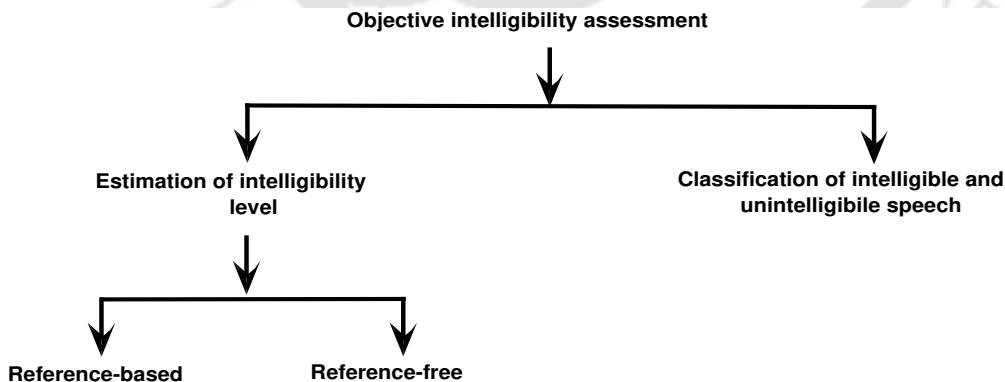 Objective intelligibility assessment
Estimation of intelligibility
level
Classification of intelligible and
unintelligibile speech
Reference-based
Reference-free